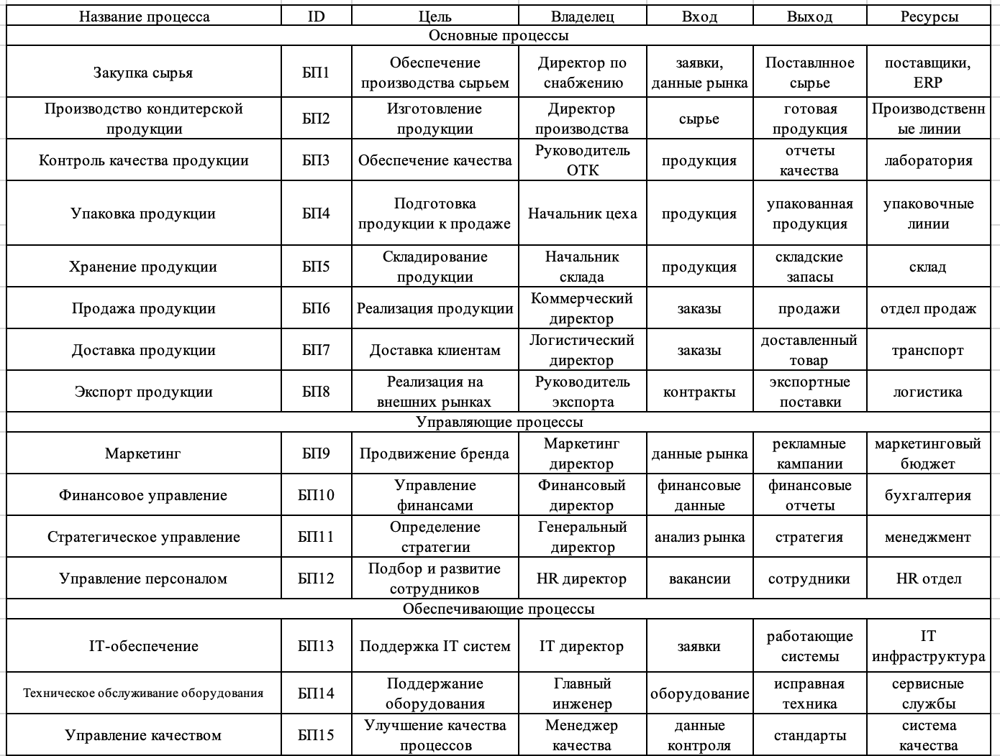 Название процесса ID Цель Владелец Вход Выход Ресурсы
Основные процессы
Закупка сырья БП1 Обеспечение производства сырьем Директор по снабжению заявки, данные рынка Поставлнное сырье поставщики, ERP
Производство кондитерской продукции БП2 Изготовление продукции Директор производства сырье готовая продукция Производственные линии
Контроль качества продукции БП3 Обеспечение качества Руководитель ОТК продукция отчеты качества лаборатория
Упаковка продукции БП4 Подготовка продукции к продаже Начальник цеха продукция упакованная продукция упаковочные линии
Хранение продукции БП5 Складирование продукции Начальник склада продукция складские запасы склад
Продажа продукции БП6 Реализация продукции Коммерческий директор заказы продажи отдел продаж
Доставка продукции БП7 Доставка клиентам Логистический директор заказы доставленный товар транспорт
Экспорт продукции БП8 Реализация на внешних рынках Руководитель экспорта контракты экспортные поставки логистика
Управляющие процессы
Маркетинг БП9 Продвижение бренда Маркетинг директор данные рынка рекламные кампании маркетинговый бюджет
Финансовое управление БП10 Управление финансами Финансовый директор финансовые данные финансовые отчеты бухгалтерия
Стратегическое управление БП11 Определение стратегии Генеральный директор анализ рынка стратегия менеджмент
Управление персоналом БП12 Подбор и развитие сотрудников HR директор вакансии сотрудники HR отдел
Обеспечивающие процессы
IT-обеспечение БП13 Поддержка IT систем IT директор заявки работающие системы IT инфраструктура
Техническое обслуживание оборудования БП14 Поддержание оборудования Главный инженер оборудование исправная техника сервисные службы
Управление качеством БП15 Улучшение качества процессов Менеджер качества данные контроля стандарты система качества